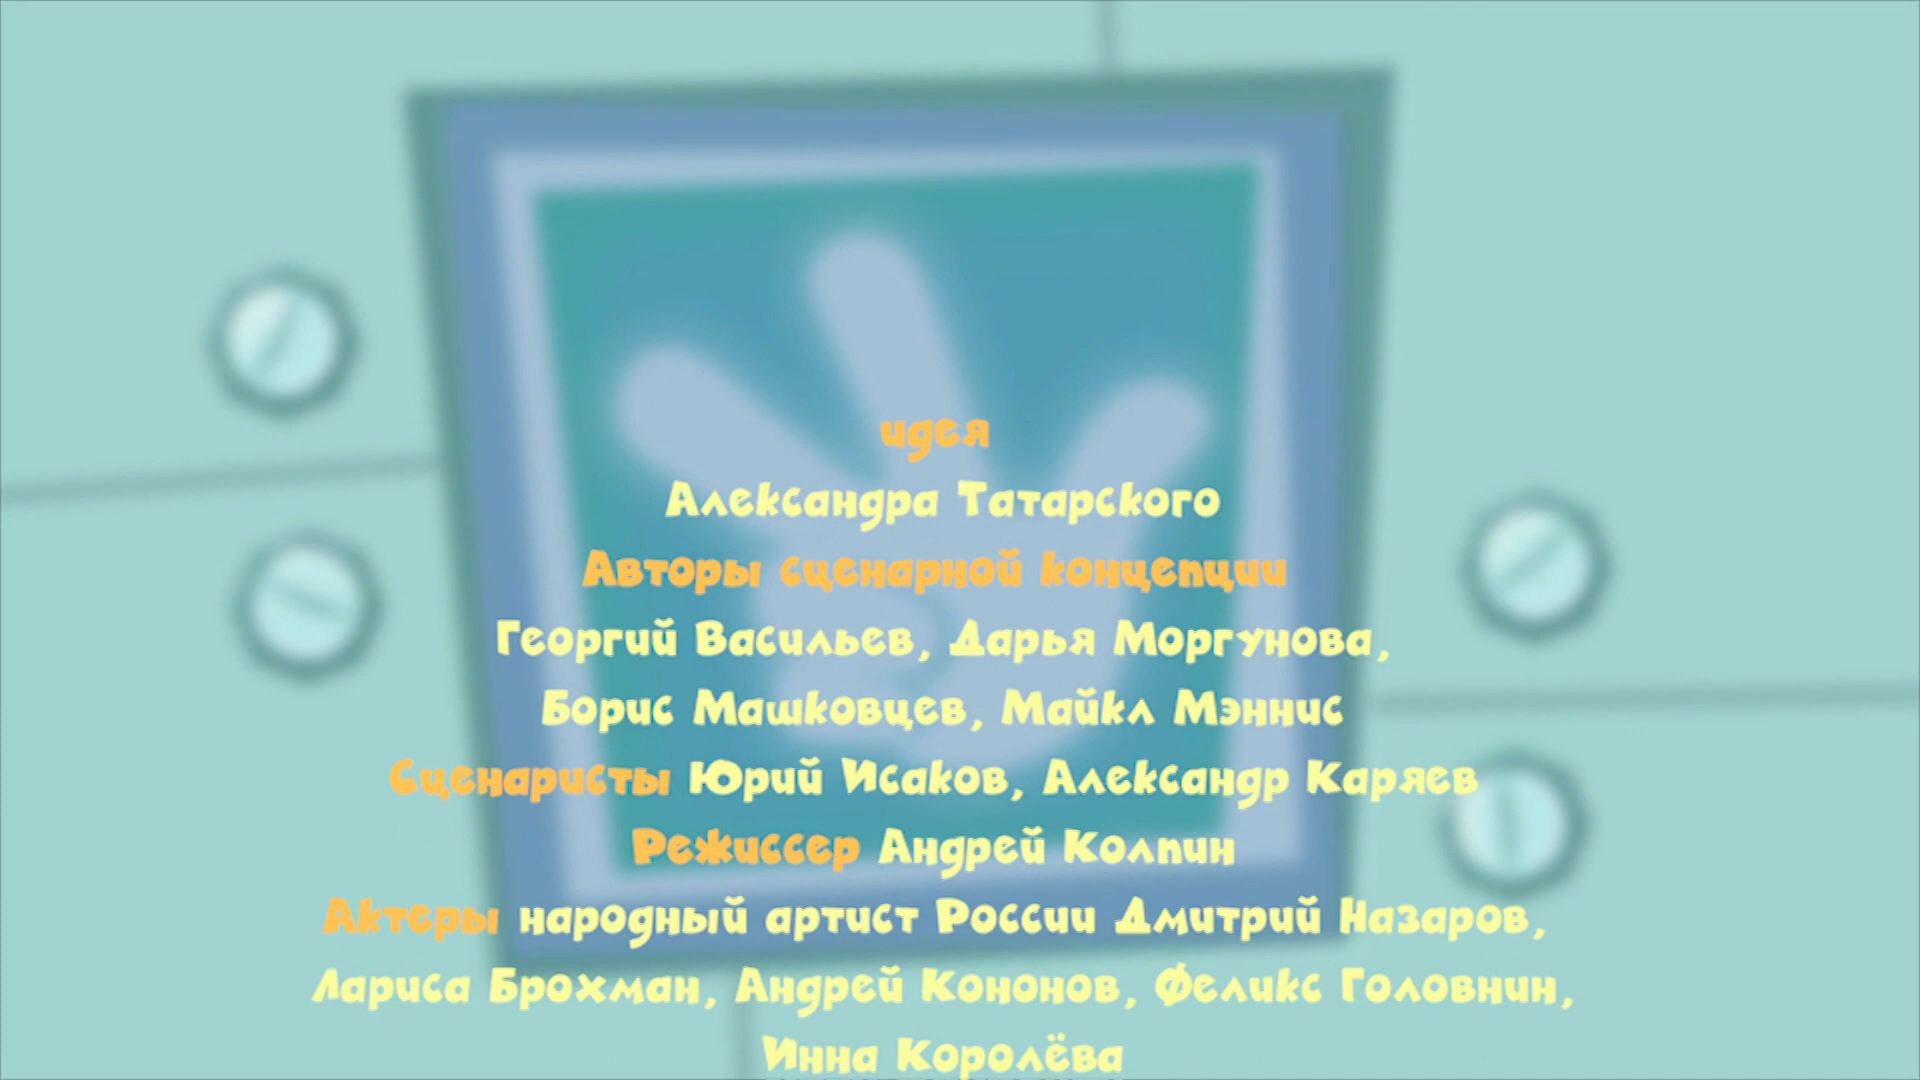 идея
Александра Татарского
Авторы сценарной концепции
Георгий Васильев, Дарья Моргунова,
Борис Машковцев, Майкл Мэннис
Сценаристы Юрий Исаков, Александр Каряев
Режиссер Андрей Колпин
Актеры народный артист России Дмитрий Назаров,
Лариса Брохман, Андрей Кононов, Феликс Головнин,
Инна Королёва